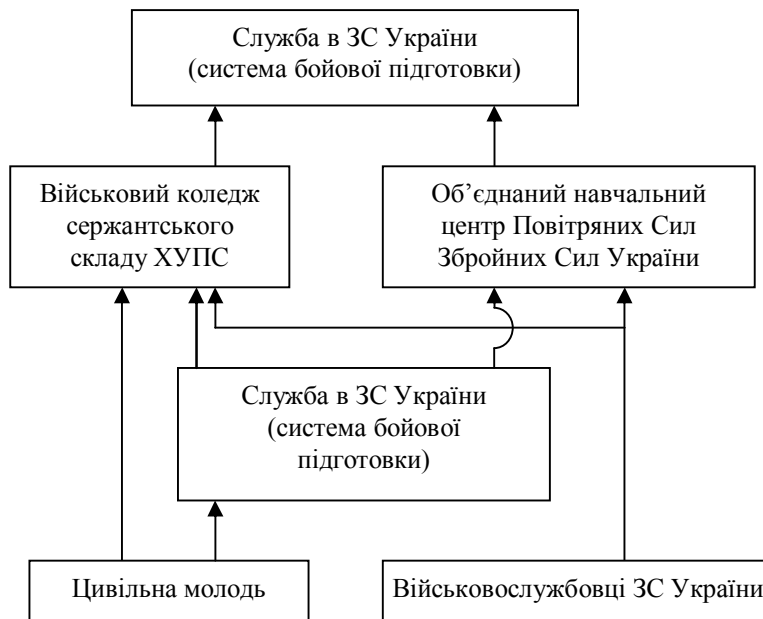 Служба в ЗС України
(система бойової підготовки)
Військовий коледж
сержантського
складу ХУПС
Об’єднаний навчальний
центр Повітряних Сил
Збройних Сил України
Служба в ЗС України
(система бойової
підготовки)
Цивільна молодь
Військовослужбовці ЗС України